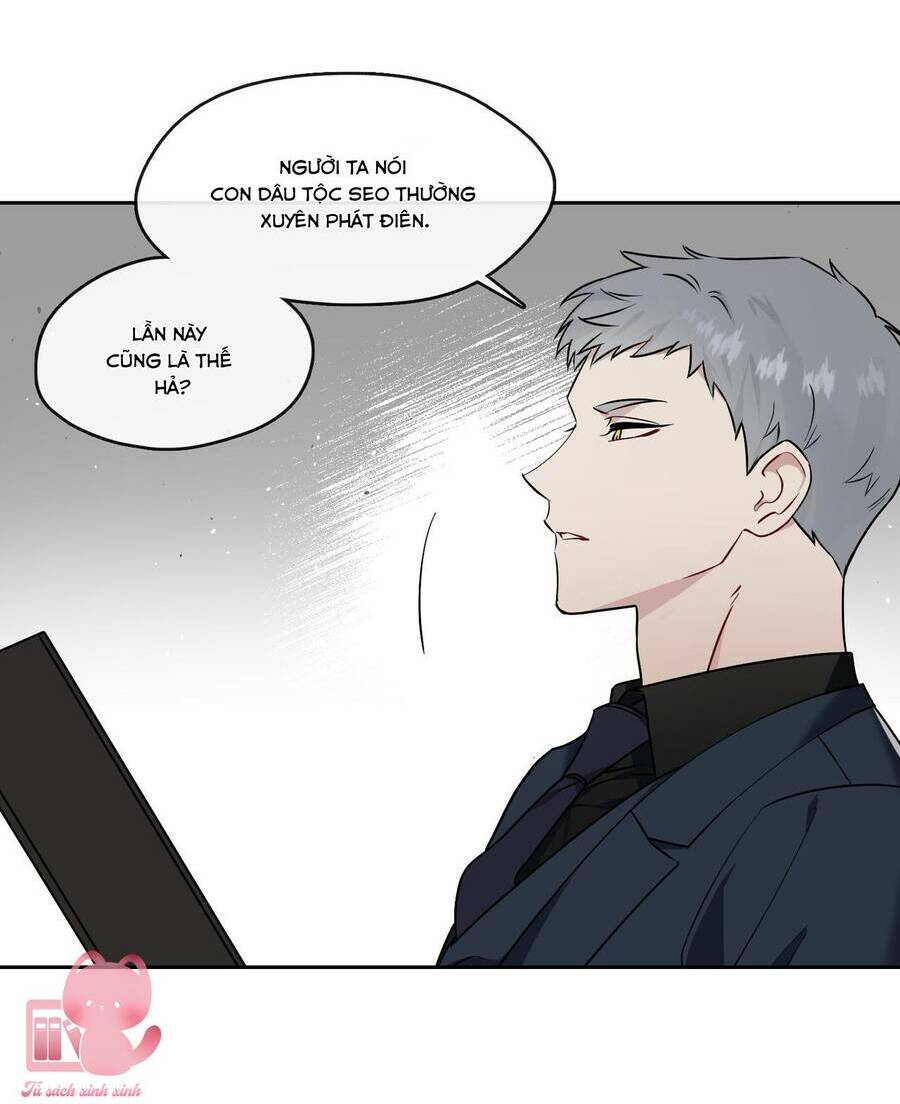 NGƯỜI TA NÓI
CON DÂU TỘC SEO THƯỜNG
XUYÊN PHÁT ĐIÊN.
LẦN NÀY
CŨNG LÀ THẾ
HẢ?
Tủ sách xinh xinh